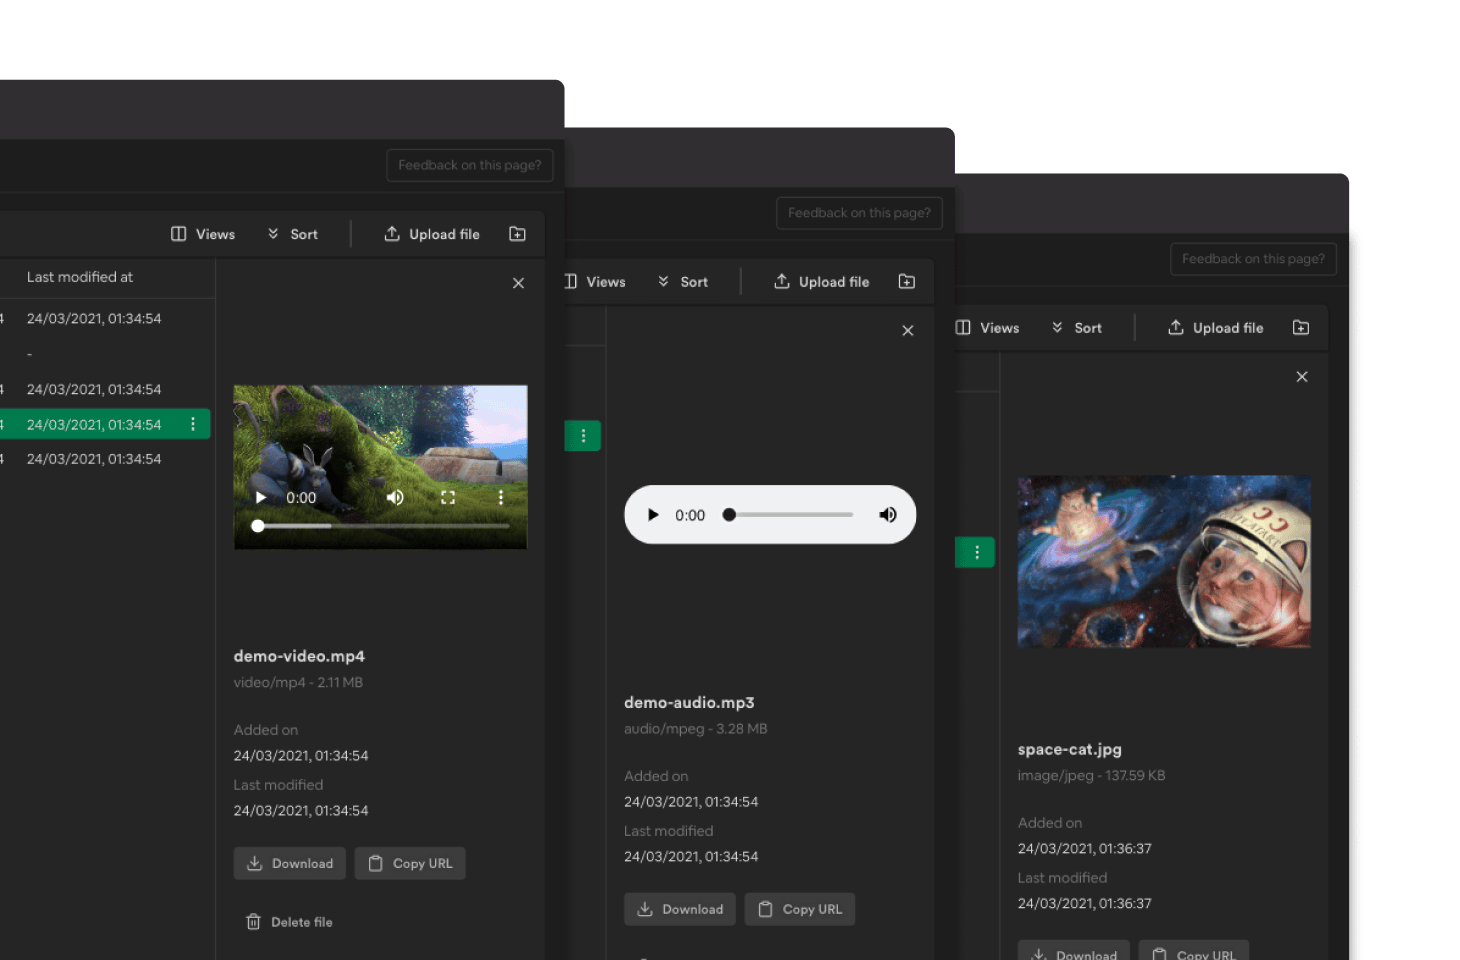 Feedback on this page?
Views Sort Upload file
Last modified at
4 24/03/2021, 01:34:54
-
4 24/03/2021, 01:34:54
4 24/03/2021, 01:34:54
4 24/03/2021, 01:34:54
0:00
demo-video.mp4
video/mp4 - 2.11 MB
Added on
24/03/2021, 01:34:54
Last modified
24/03/2021, 01:34:54
Download Copy URL
Delete file
Feedback on this page?
Views Sort Upload file
0:00
demo-audio.mp3
audio/mpeg - 3.28 MB
Added on
24/03/2021, 01:34:54
Last modified
24/03/2021, 01:34:54
Download Copy URL
Feedback on this page?
Views Sort Upload file
space-cat.jpg
image/jpeg - 137.59 KB
Added on
24/03/2021, 01:36:37
Last modified
24/03/2021, 01:36:37
Download Copy URL